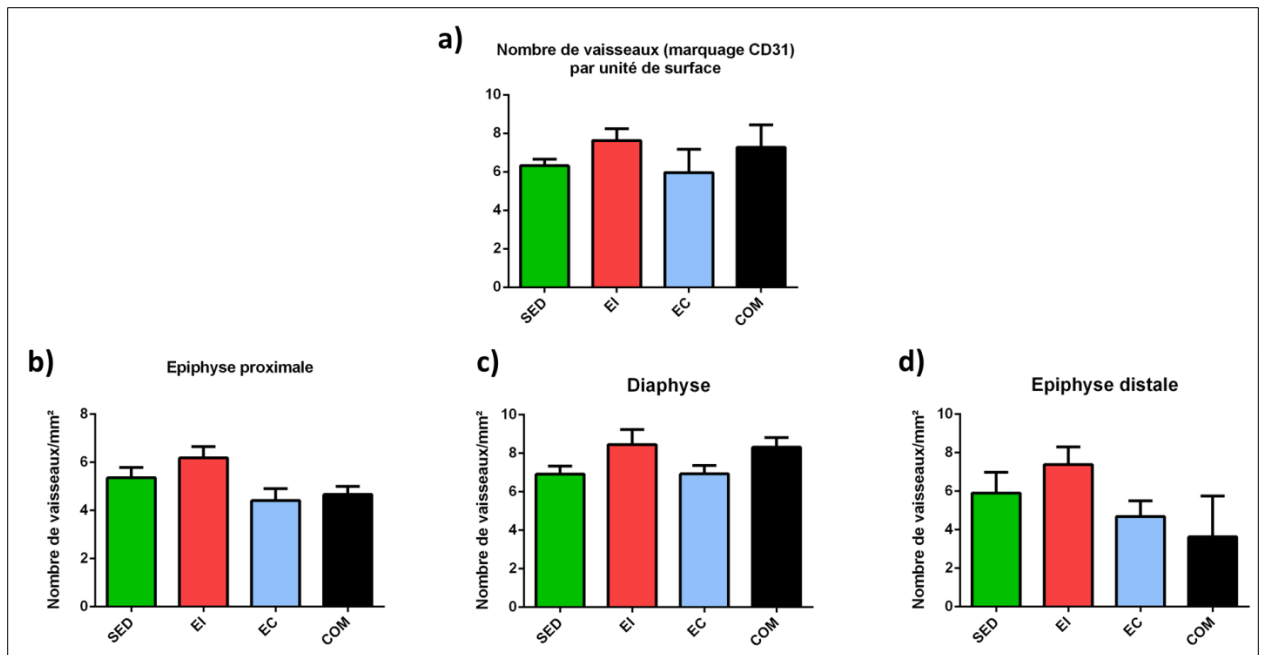 a)
Nombre de vaisseaux (marquage CD31)
par unité de surface
10
8
6
4
2
0
SED
EI
EC
COM
b)
Epiphyse proximale
Nombre de vaisseaux/mm²
8
6
4
2
0
SED
EI
EC
COM
c)
Diaphyse
Nombre de vaisseaux/mm²
10
8
6
4
2
0
SED
EI
EC
COM
d)
Epiphyse distale
Nombre de vaisseaux/mm²
10
8
6
4
2
0
SED
EI
EC
COM